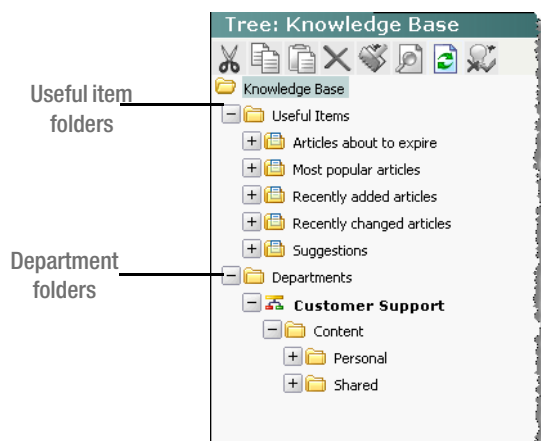 Tree: Knowledge Base
Knowledge Base
Useful item
folders
Useful Items
Articles about to expire
Most popular articles
Recently added articles
Recently changed articles
Suggestions
Department
folders
Departments
Customer Support
Content
Personal
Shared